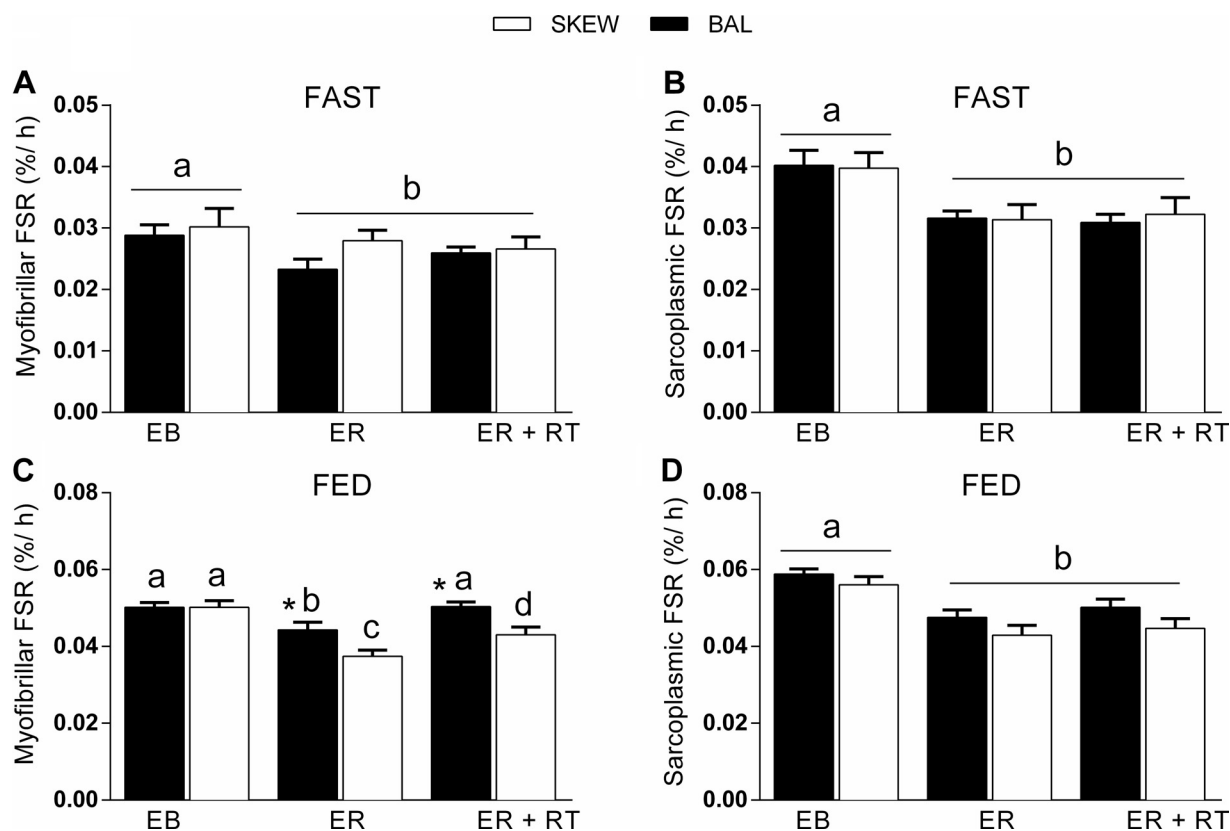 SKEW BAL
A
FAST
Myofibrillar FSR (%/ h)
0.05
0.04
0.03
0.02
0.01
0.00
a
b
EB ER ER + RT
B
FAST
Sarcoplasmic FSR (%/ h)
0.05
0.04
0.03
0.02
0.01
0.00
a
b
EB ER ER + RT
C
FED
Myofibrillar FSR (%/ h)
0.08
0.06
0.04
0.02
0.00
a a *b c *a d
EB ER ER + RT
D
FED
Sarcoplasmic FSR (%/ h)
0.08
0.06
0.04
0.02
0.00
a
b
EB ER ER + RT